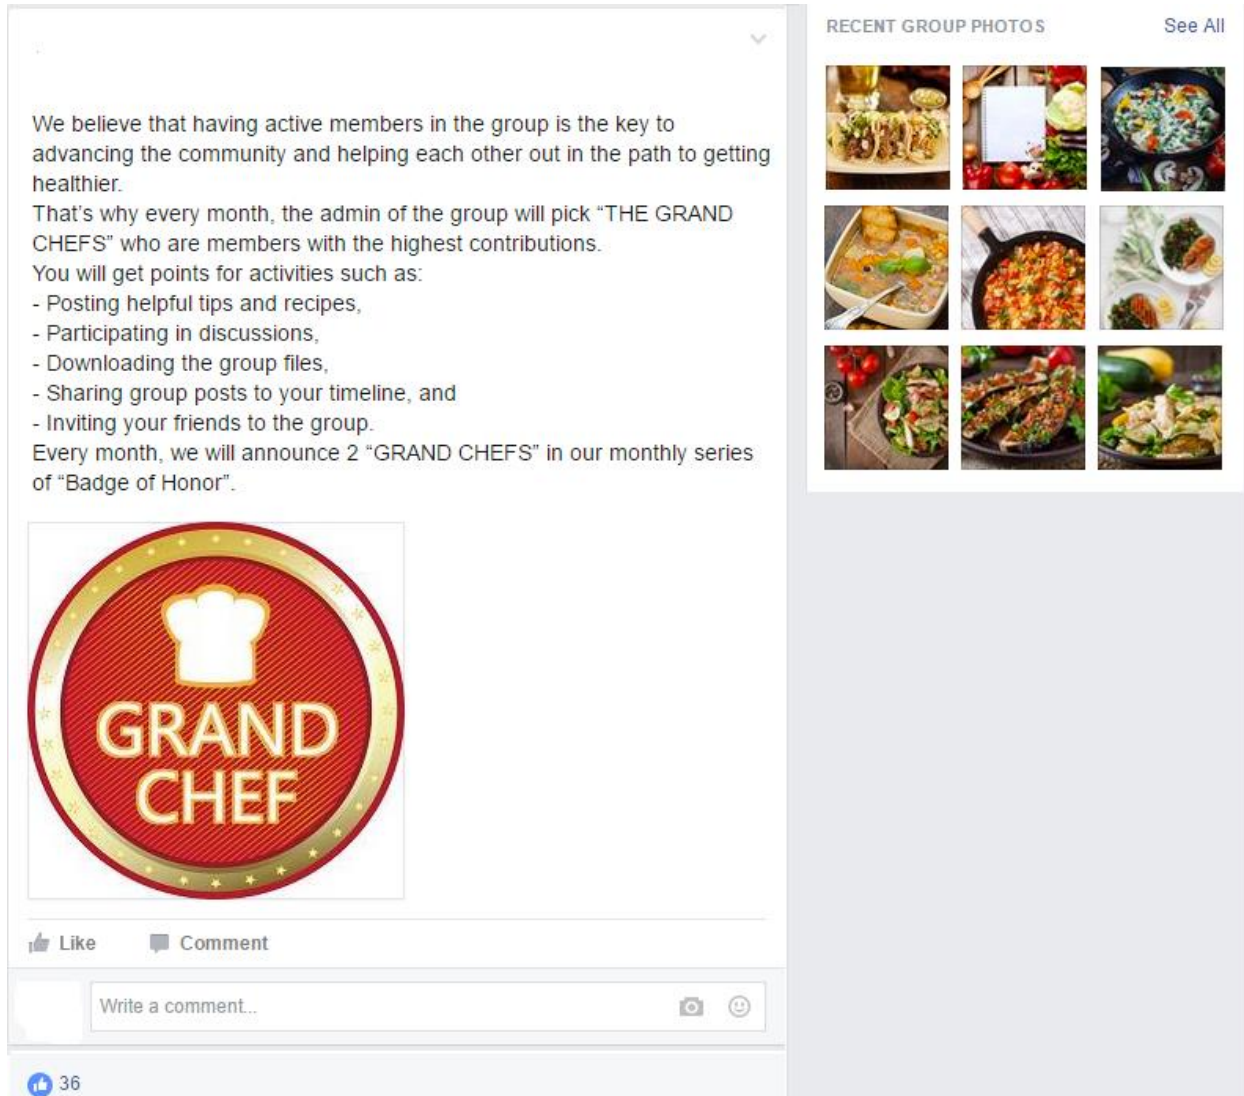 RECENT GROUP PHOTOS
See All
We believe that having active members in the group is the key to
advancing the community and helping each other out in the path to getting
healthier.
That's why every month, the admin of the group will pick “THE GRAND
CHEFS” who are members with the highest contributions.
You will get points for activities such as:
- Posting helpful tips and recipes,
- Participating in discussions,
- Downloading the group files,
- Sharing group posts to your timeline, and
- Inviting your friends to the group.
Every month, we will announce 2 “GRAND CHEFS” in our monthly series
of “Badge of Honor”.
GRAND
CHEF
Like
Comment
Write a comment...
36